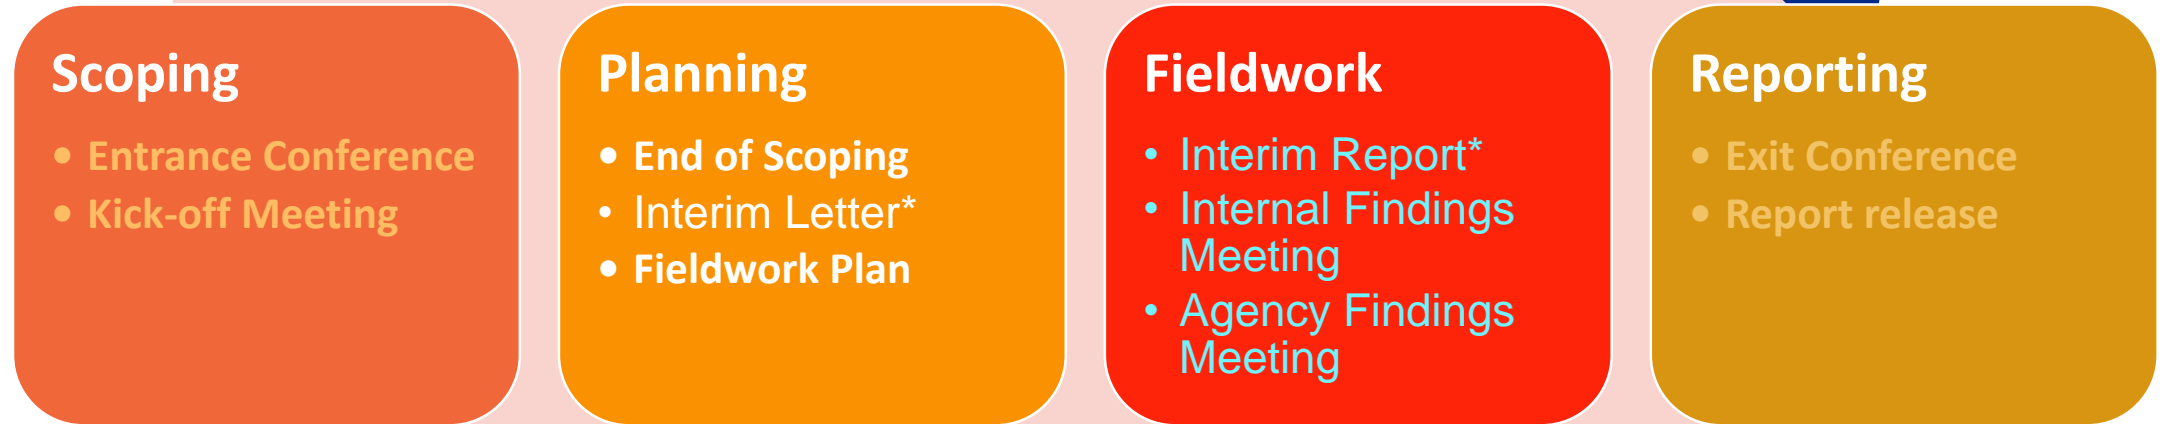 Scoping
• Entrance Conference
• Kick-off Meeting
Planning
• End of Scoping
• Interim Letter*
• Fieldwork Plan
Fieldwork
• Interim Report*
• Internal Findings
Meeting
• Agency Findings
Meeting
Reporting
• Exit Conference
• Report release